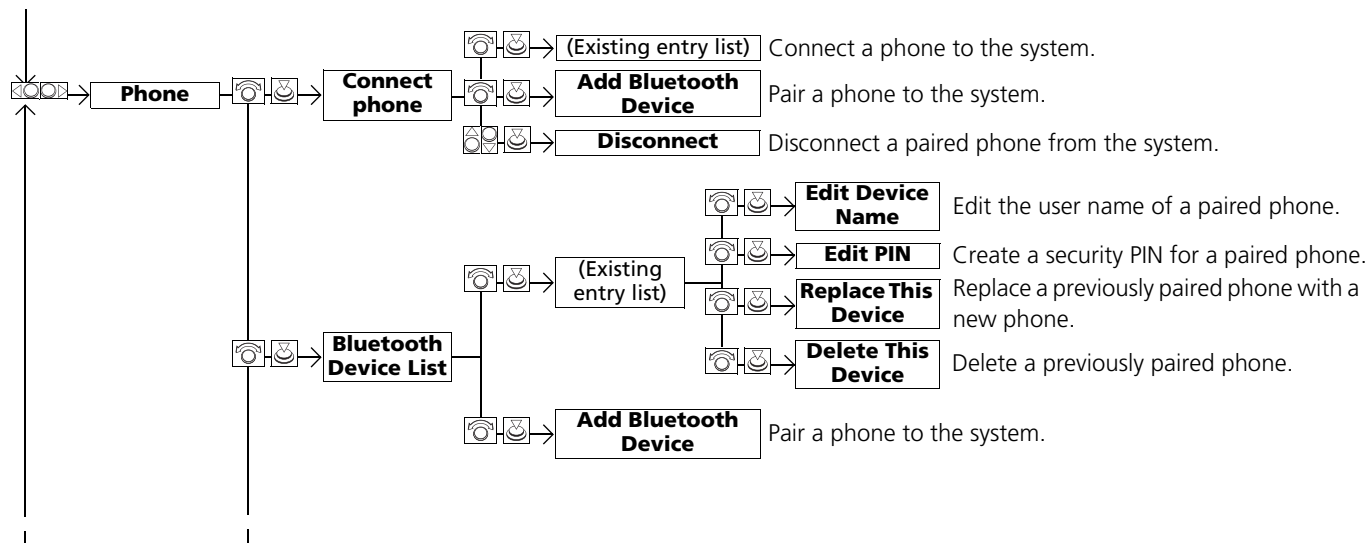 (Existing entry list) Connect a phone to the system.
Phone
Connect
phone
Add Bluetooth
Device
Pair a phone to the system.
Disconnect
Disconnect a paired phone from the system.
Edit Device
Name
Edit the user name of a paired phone.
(Existing
entry list)
Edit PIN
Create a security PIN for a paired phone.
Replace This
Device
Replace a previously paired phone with a
new phone.
Bluetooth
Device List
Delete This
Device
Delete a previously paired phone.
Add Bluetooth
Device
Pair a phone to the system.